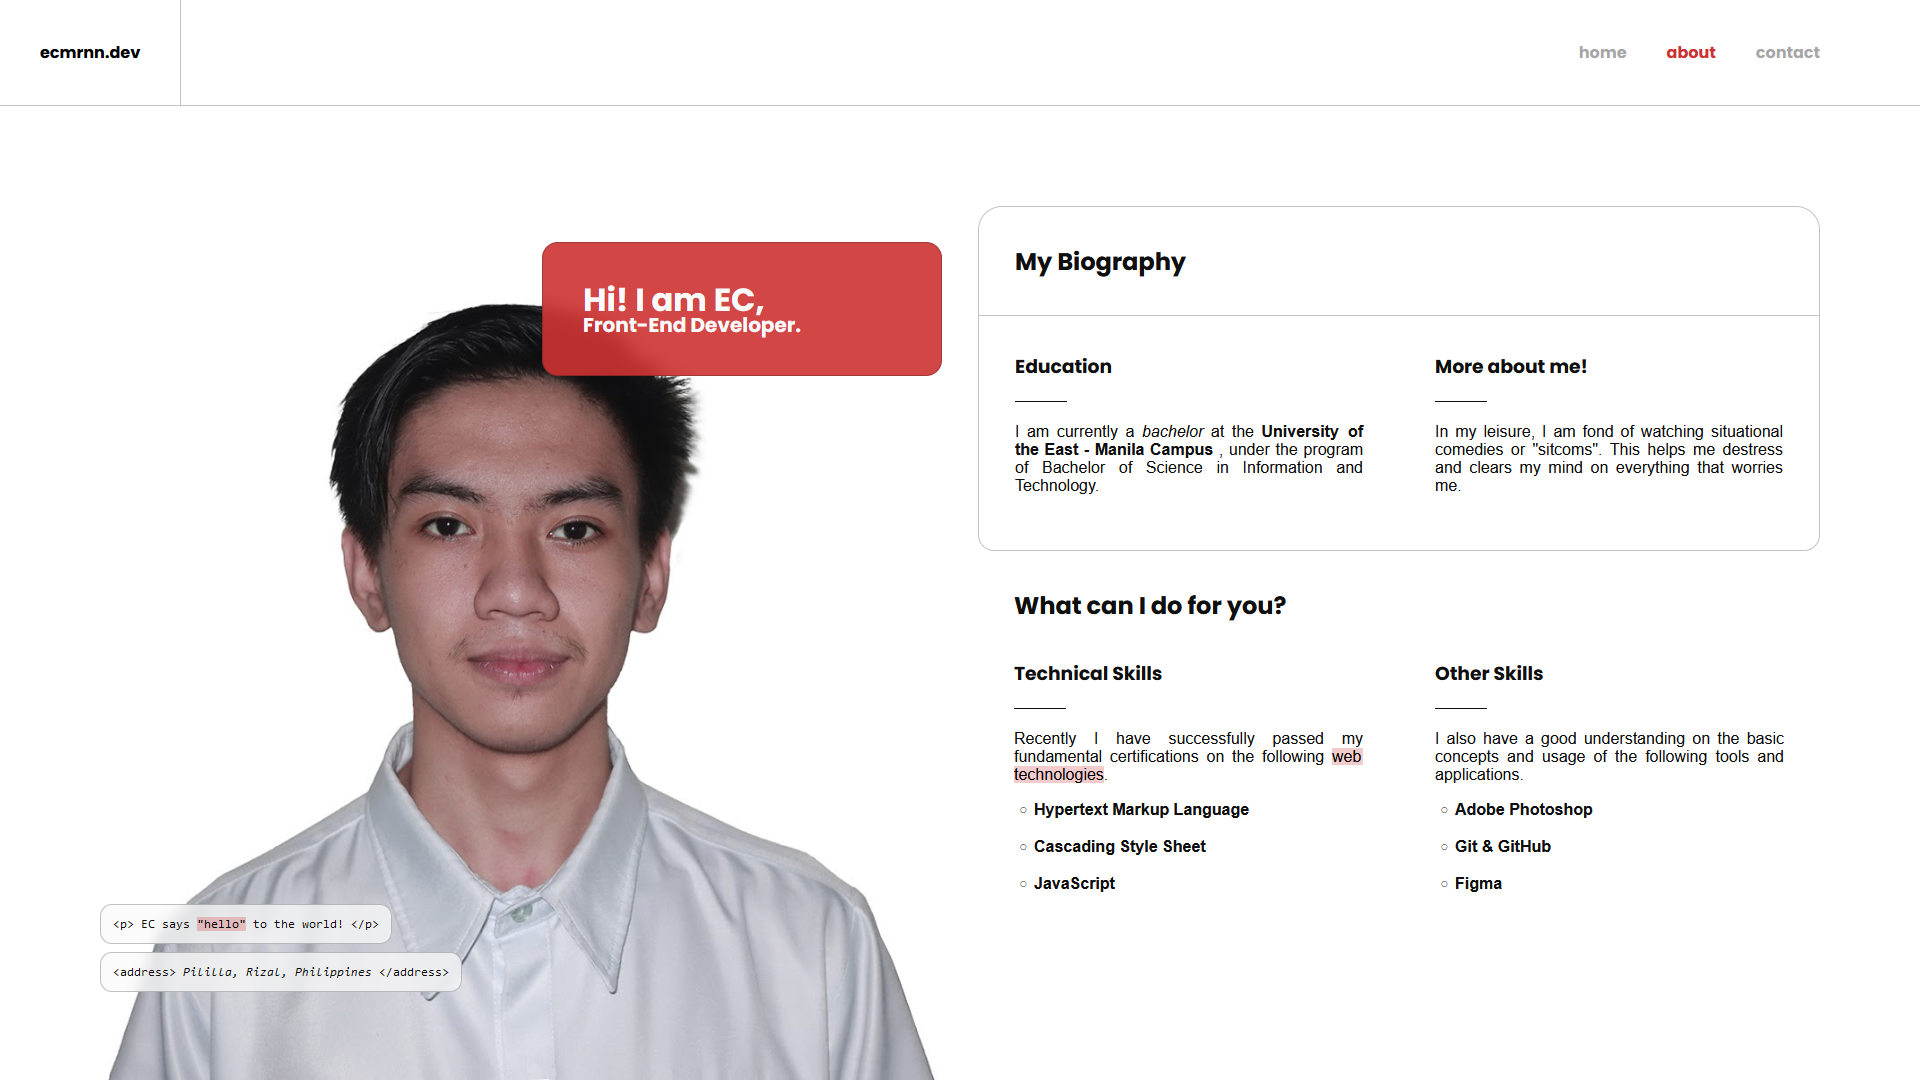 ecmrnn.dev
home about contact
Hi! I am EC,
Front-End Developer.
<p> EC says "hello" to the world! </p>
<address> Pililla, Rizal, Philippines </address>
My Biography
Education
I am currently a bachelor at the University of
the East - Manila Campus , under the program
of Bachelor of Science in Information and
Technology.
More about me!
In my leisure, I am fond of watching situational
comedies or "sitcoms". This helps me destress
and clears my mind on everything that worries
me.
What can I do for you?
Technical Skills
Recently I have successfully passed my
fundamental certifications on the following web
technologies.
Hypertext Markup Language
Cascading Style Sheet
JavaScript
Other Skills
I also have a good understanding on the basic
concepts and usage of the following tools and
applications.
Adobe Photoshop
Git & GitHub
Figma